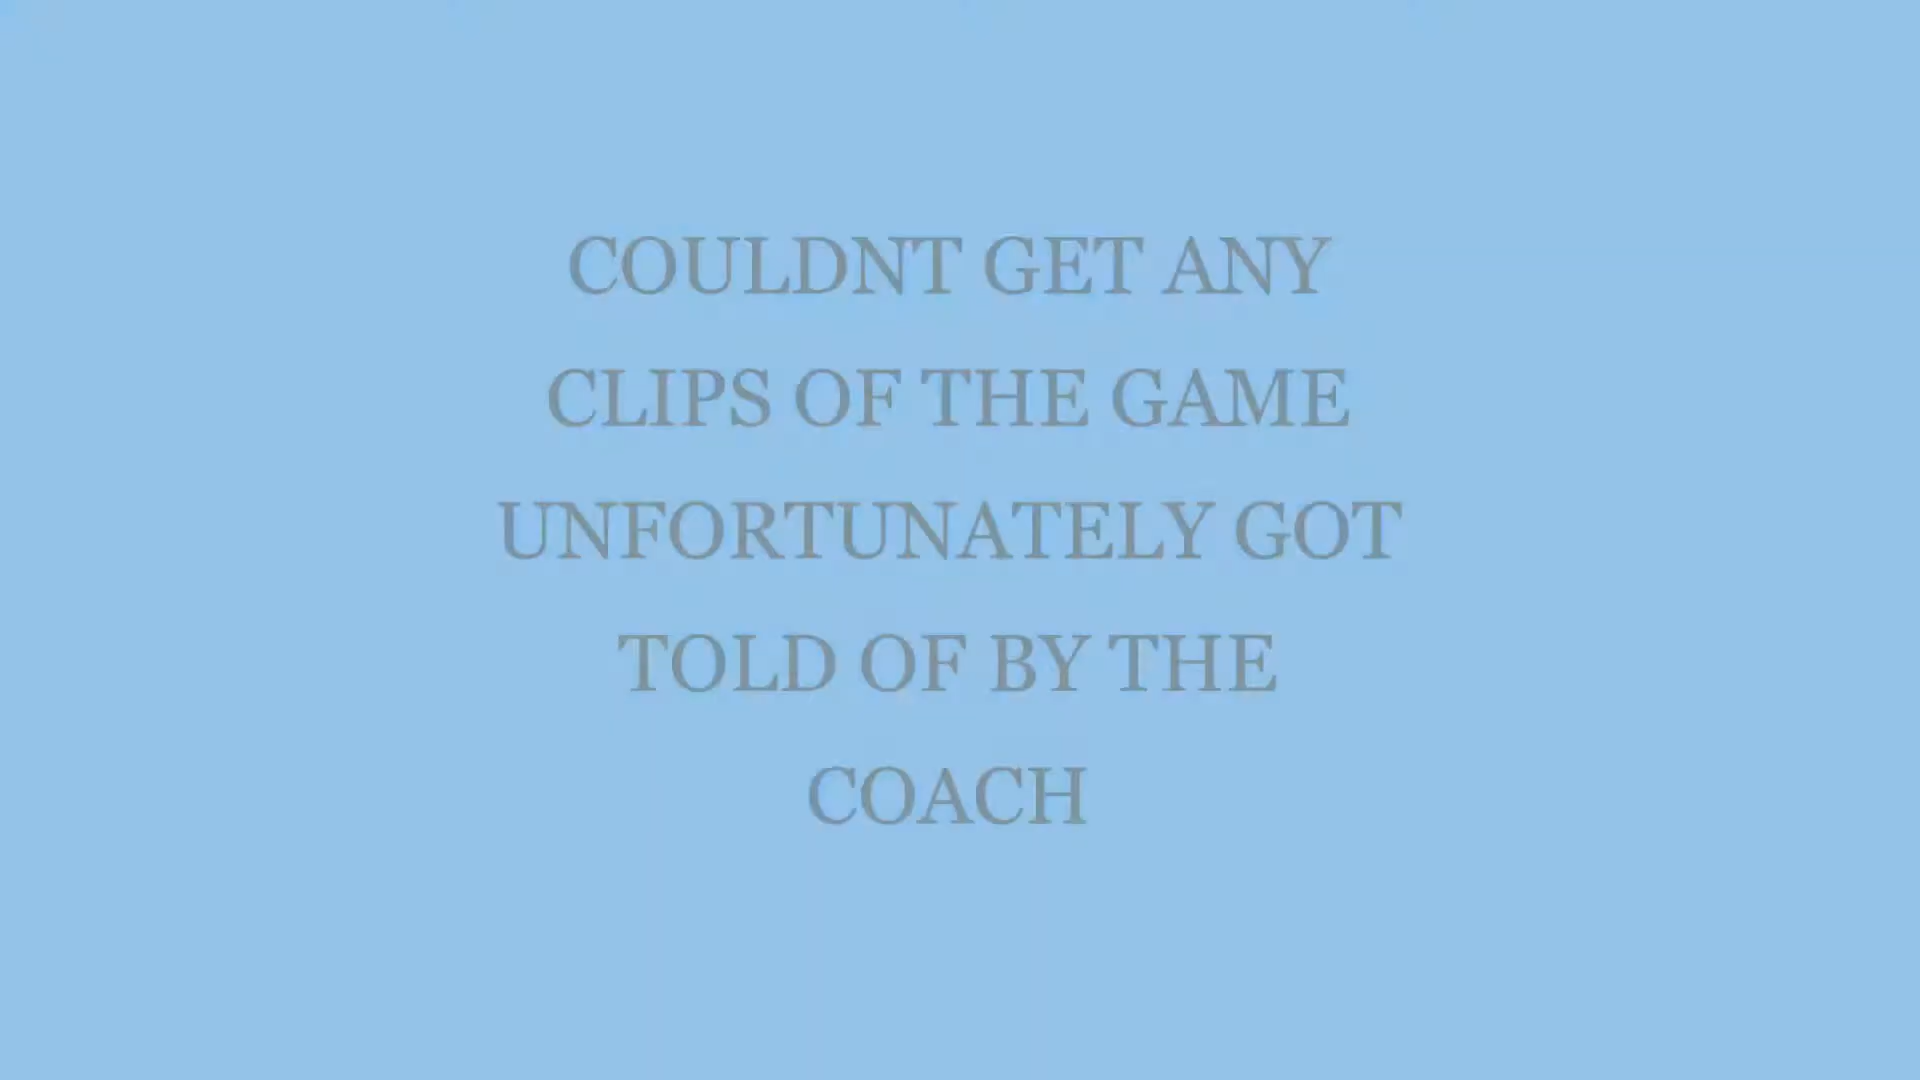 COULDNT GET ANY
CLIPS OF THE GAME
UNFORTUNATELY GOT
TOLD OF BY THE
COACH